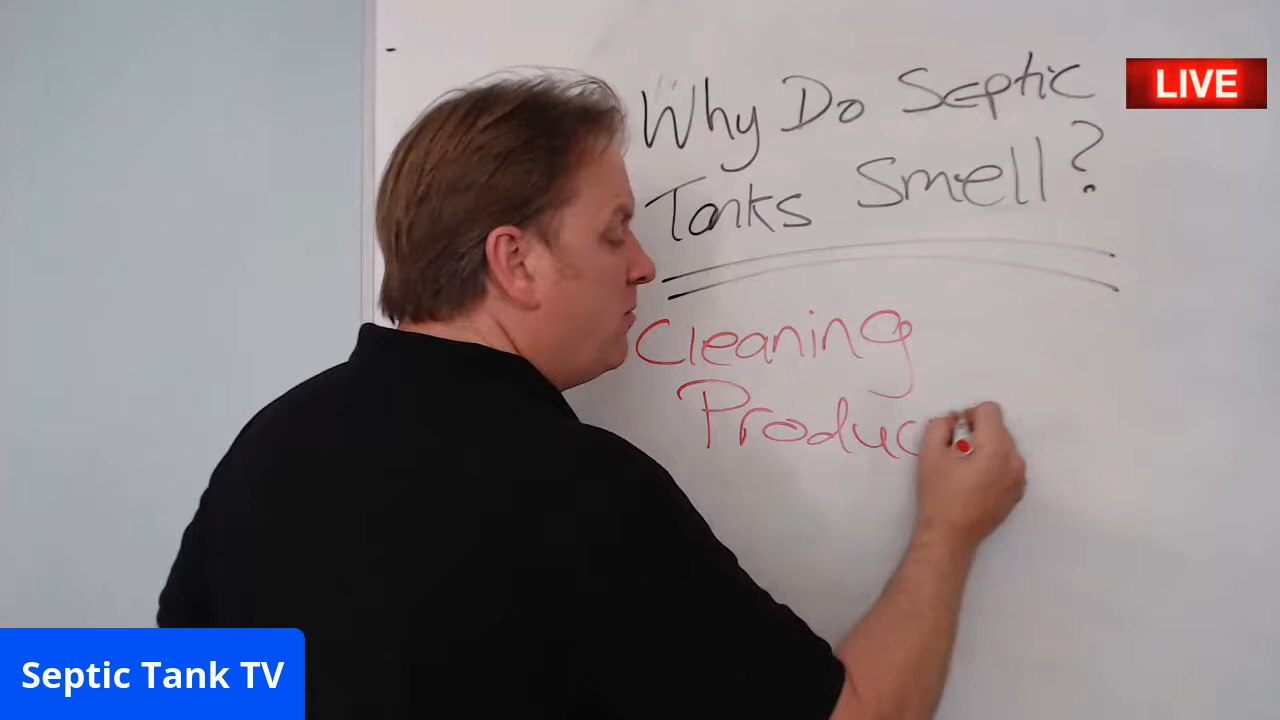 Why Do Septic
Tanks Smell?
Cleaning
Produc
LIVE
Septic Tank TV